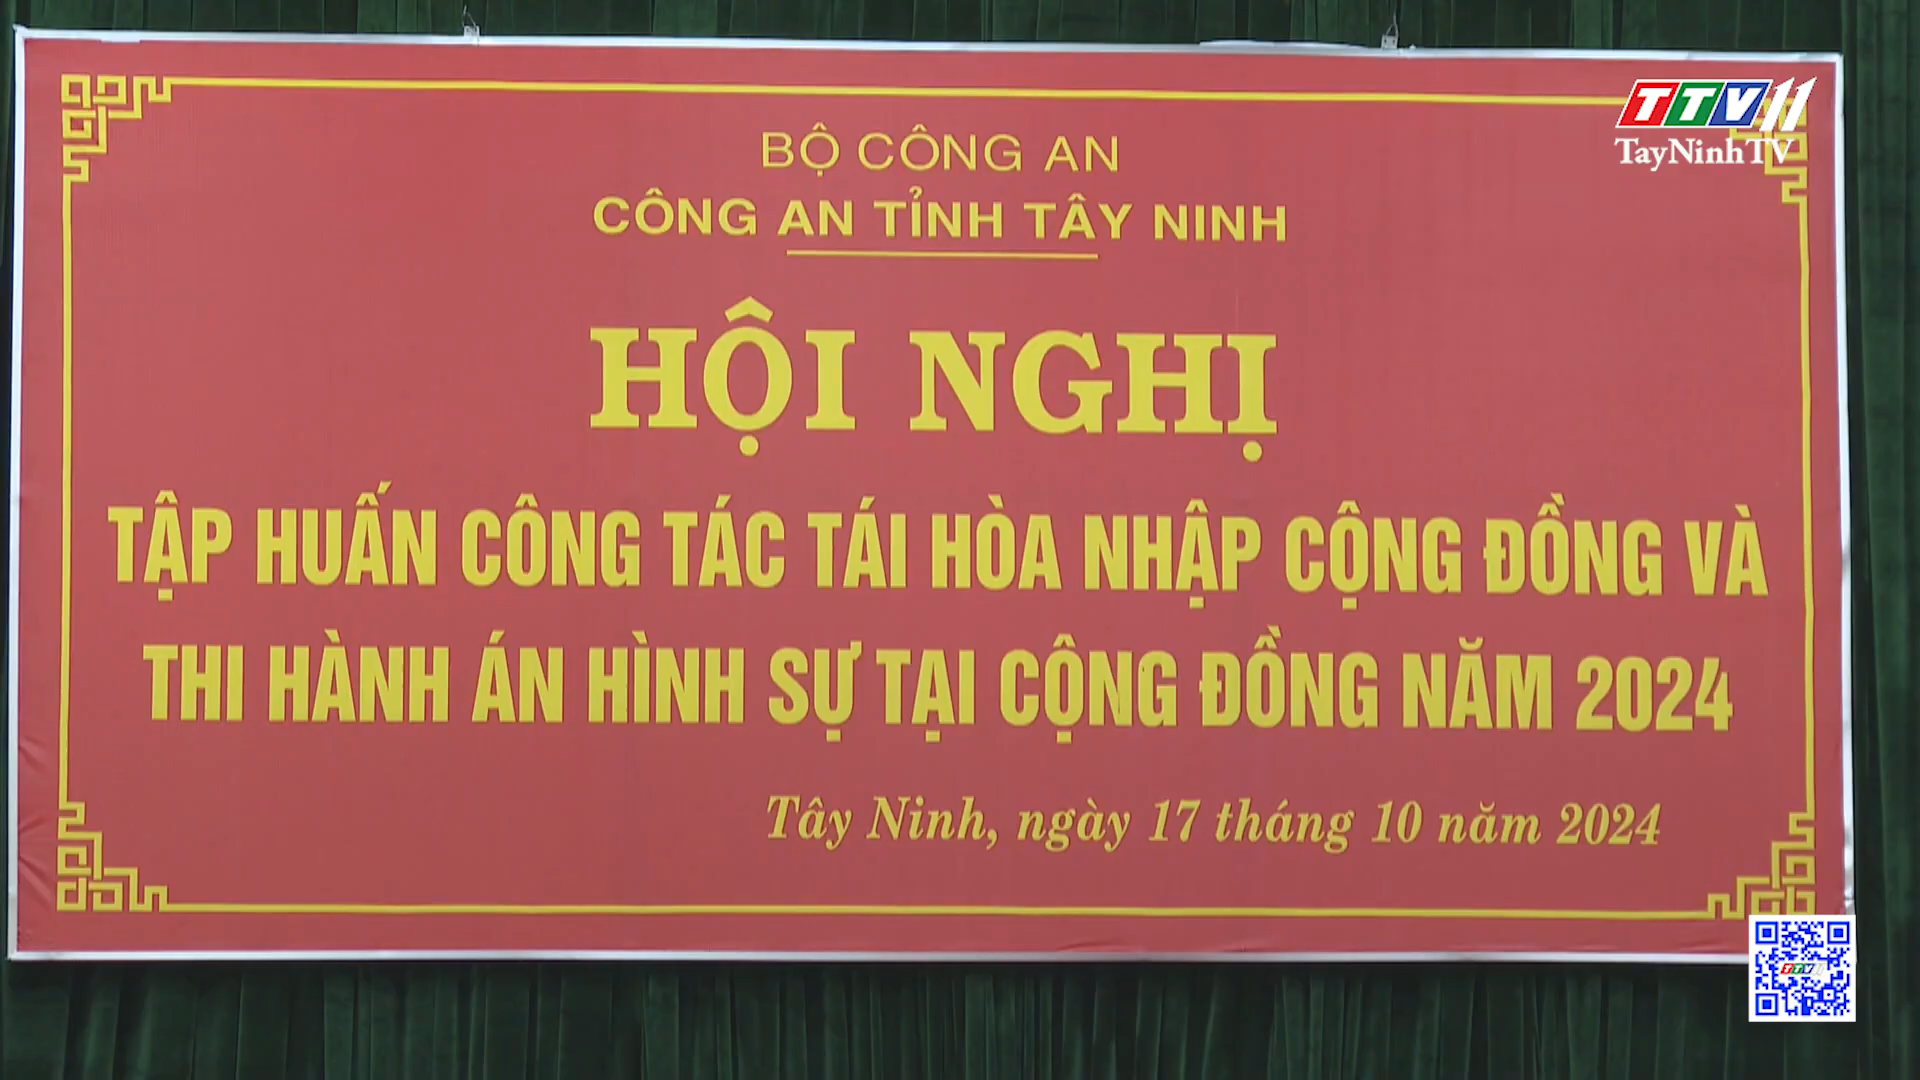 BỘ CÔNG AN
CÔNG AN TỈNH TÂY NINH
HỘI NGHỊ
TẬP HUẤN CÔNG TÁC TÁI HÒA NHẬP CỘNG ĐỒNG VÀ
THI HÀNH ÁN HÌNH SỰ TẠI CỘNG ĐỒNG NĂM 2024
Tây Ninh, ngày 17 tháng 10 năm 2024
TTV11
TayNinhTV
TTV11